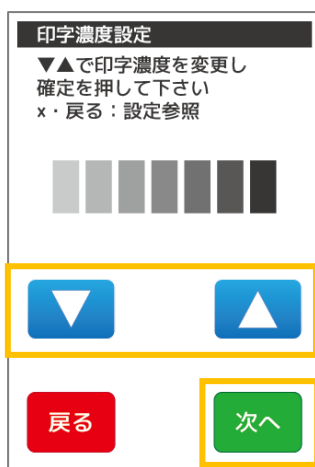 印字濃度設定
▼▲で印字濃度を変更し
確定を押して下さい
x・戻る：設定参照
戻る
次へ